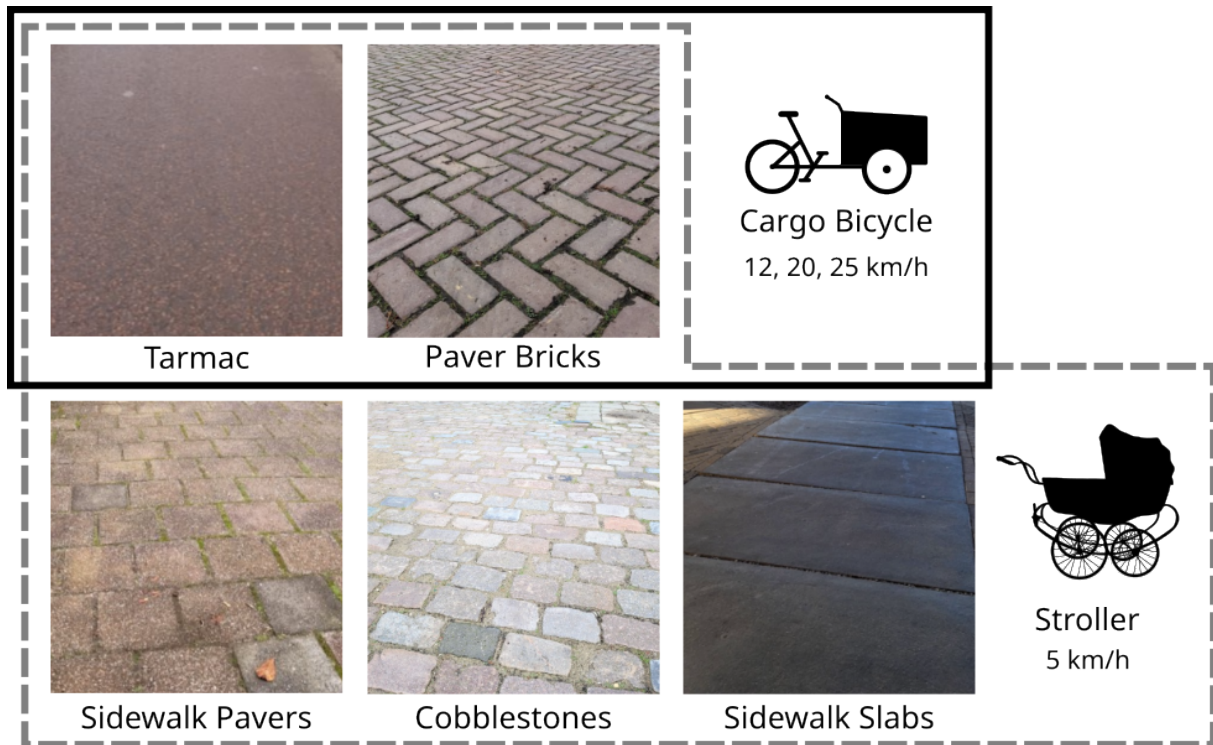 Tarmac
Paver Bricks
Cargo Bicycle
12, 20, 25 km/h
Sidewalk Pavers
Cobblestones
Sidewalk Slabs
Stroller
5 km/h